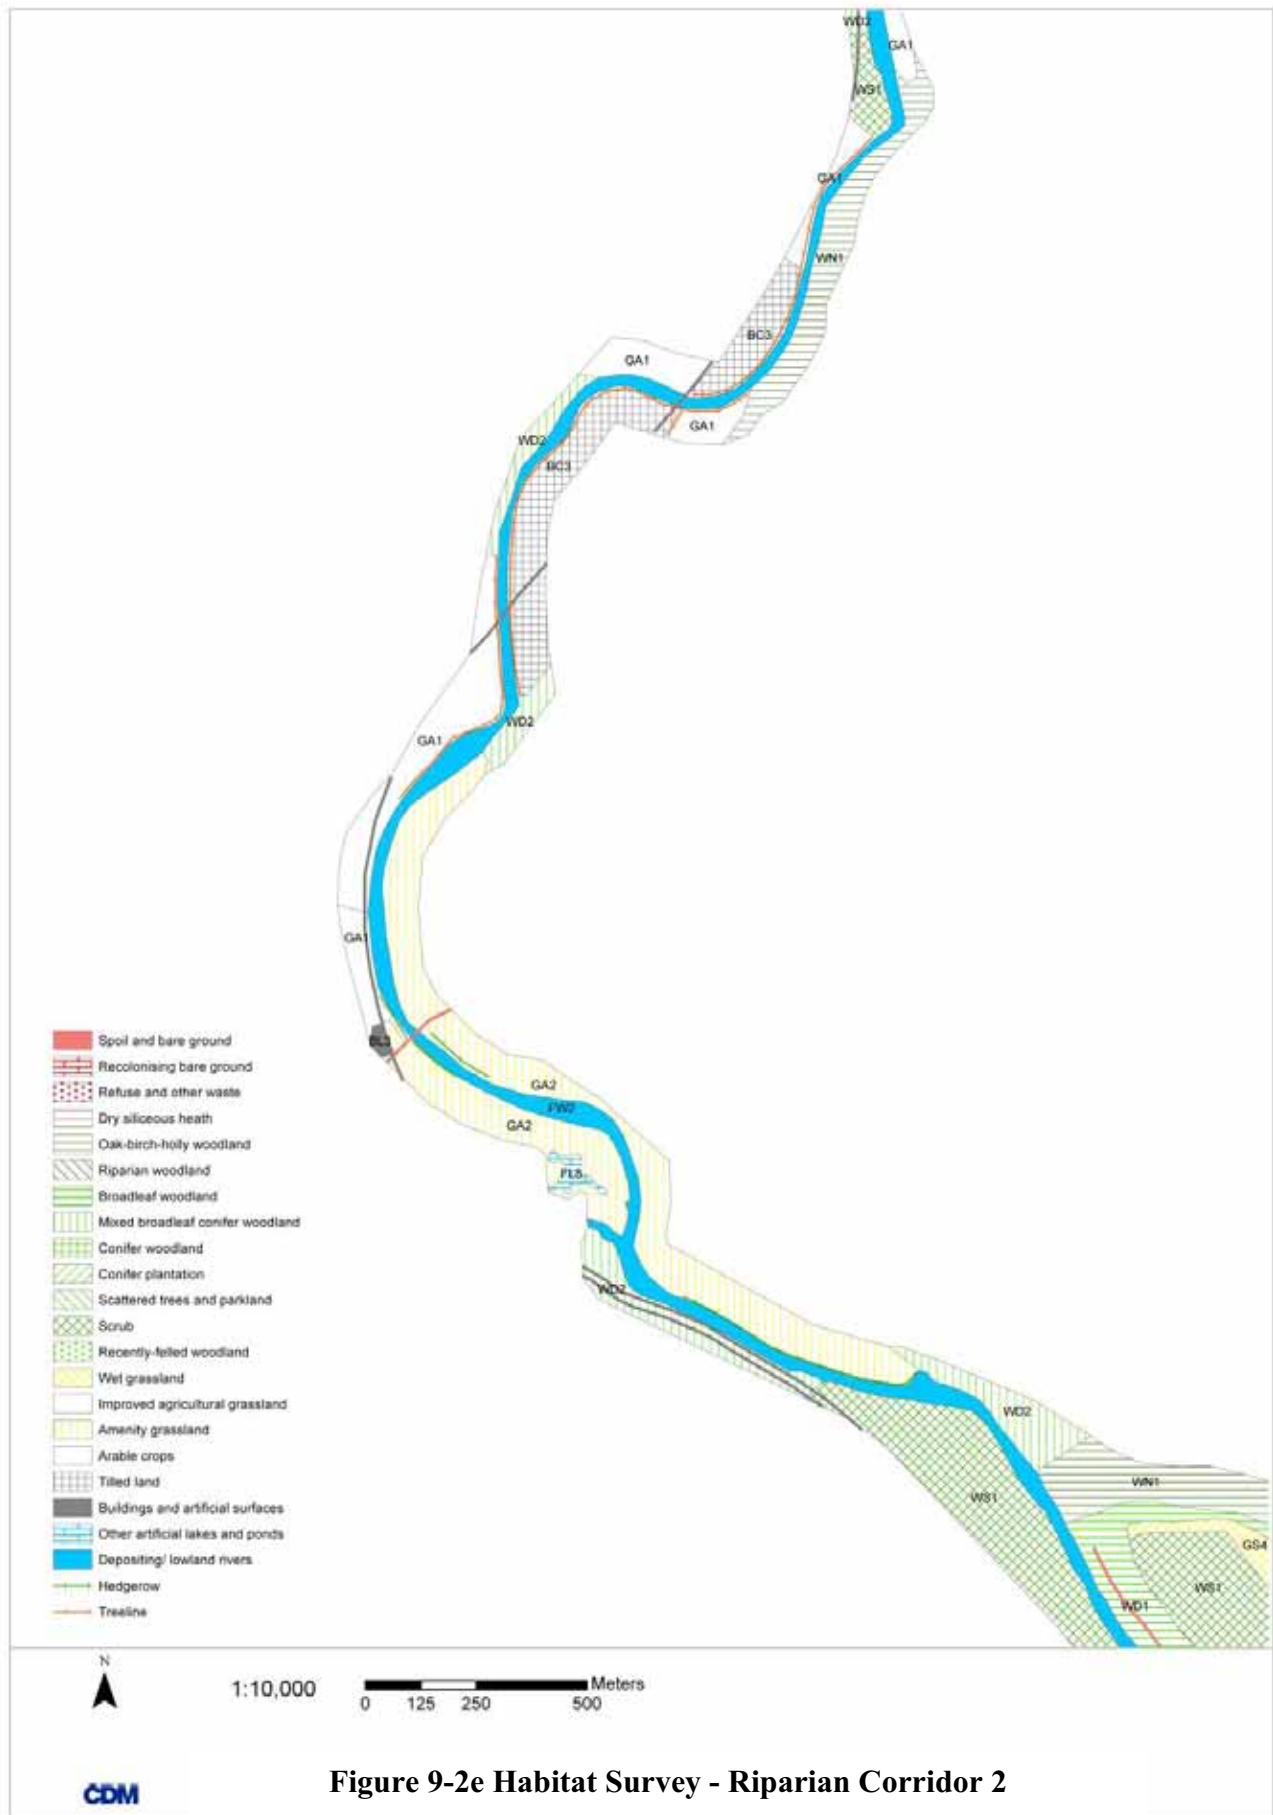 WD2
GA1
WS1
GA1
WN1
BC3
GA1
GA1
WD2
BC3
WD2
GA1
GA1
BL3
GA2
FW2
GA2
FL8
WD2
WD2
WN1
WS1
GS4
WS1
WD1
Spoil and bare ground
Recolonising bare ground
Refuse and other waste
Dry siliceous heath
Oak-birch-holly woodland
Riparian woodland
Broadleaf woodland
Mixed broadleaf conifer woodland
Conifer woodland
Conifer plantation
Scattered trees and parkland
Scrub
Recently-felled woodland
Wet grassland
Improved agricultural grassland
Amenity grassland
Arable crops
Tilled land
Buildings and artificial surfaces
Other artificial lakes and ponds
Depositing/ lowland rivers
Hedgerow
Treeline
N
1:10,000
Meters
0 125 250 500
CDM
Figure 9-2e Habitat Survey - Riparian Corridor 2